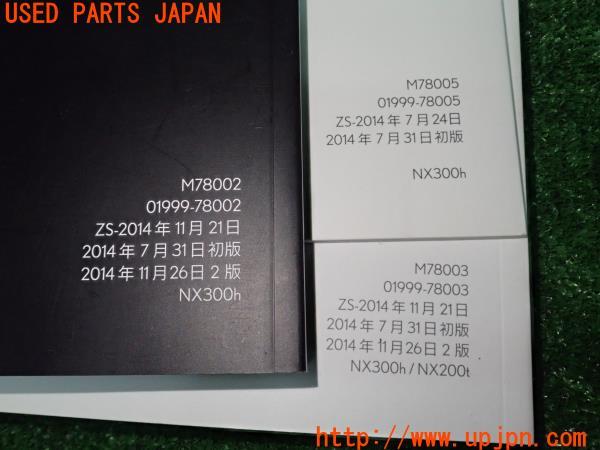 USED PARTS JAPAN
M78002
01999-78002
ZS-2014年11月21日
2014年7月31日初版
2014年11月26日2版
NX300h
M78005
01999-78005
ZS-2014年7月24日
2014年7月31日初版
NX300h
M78003
01999-78003
ZS-2014年11月21日
2014年7月31日初版
2014年11月26日2版
NX300h / NX200t
http://www.upjpn.com/